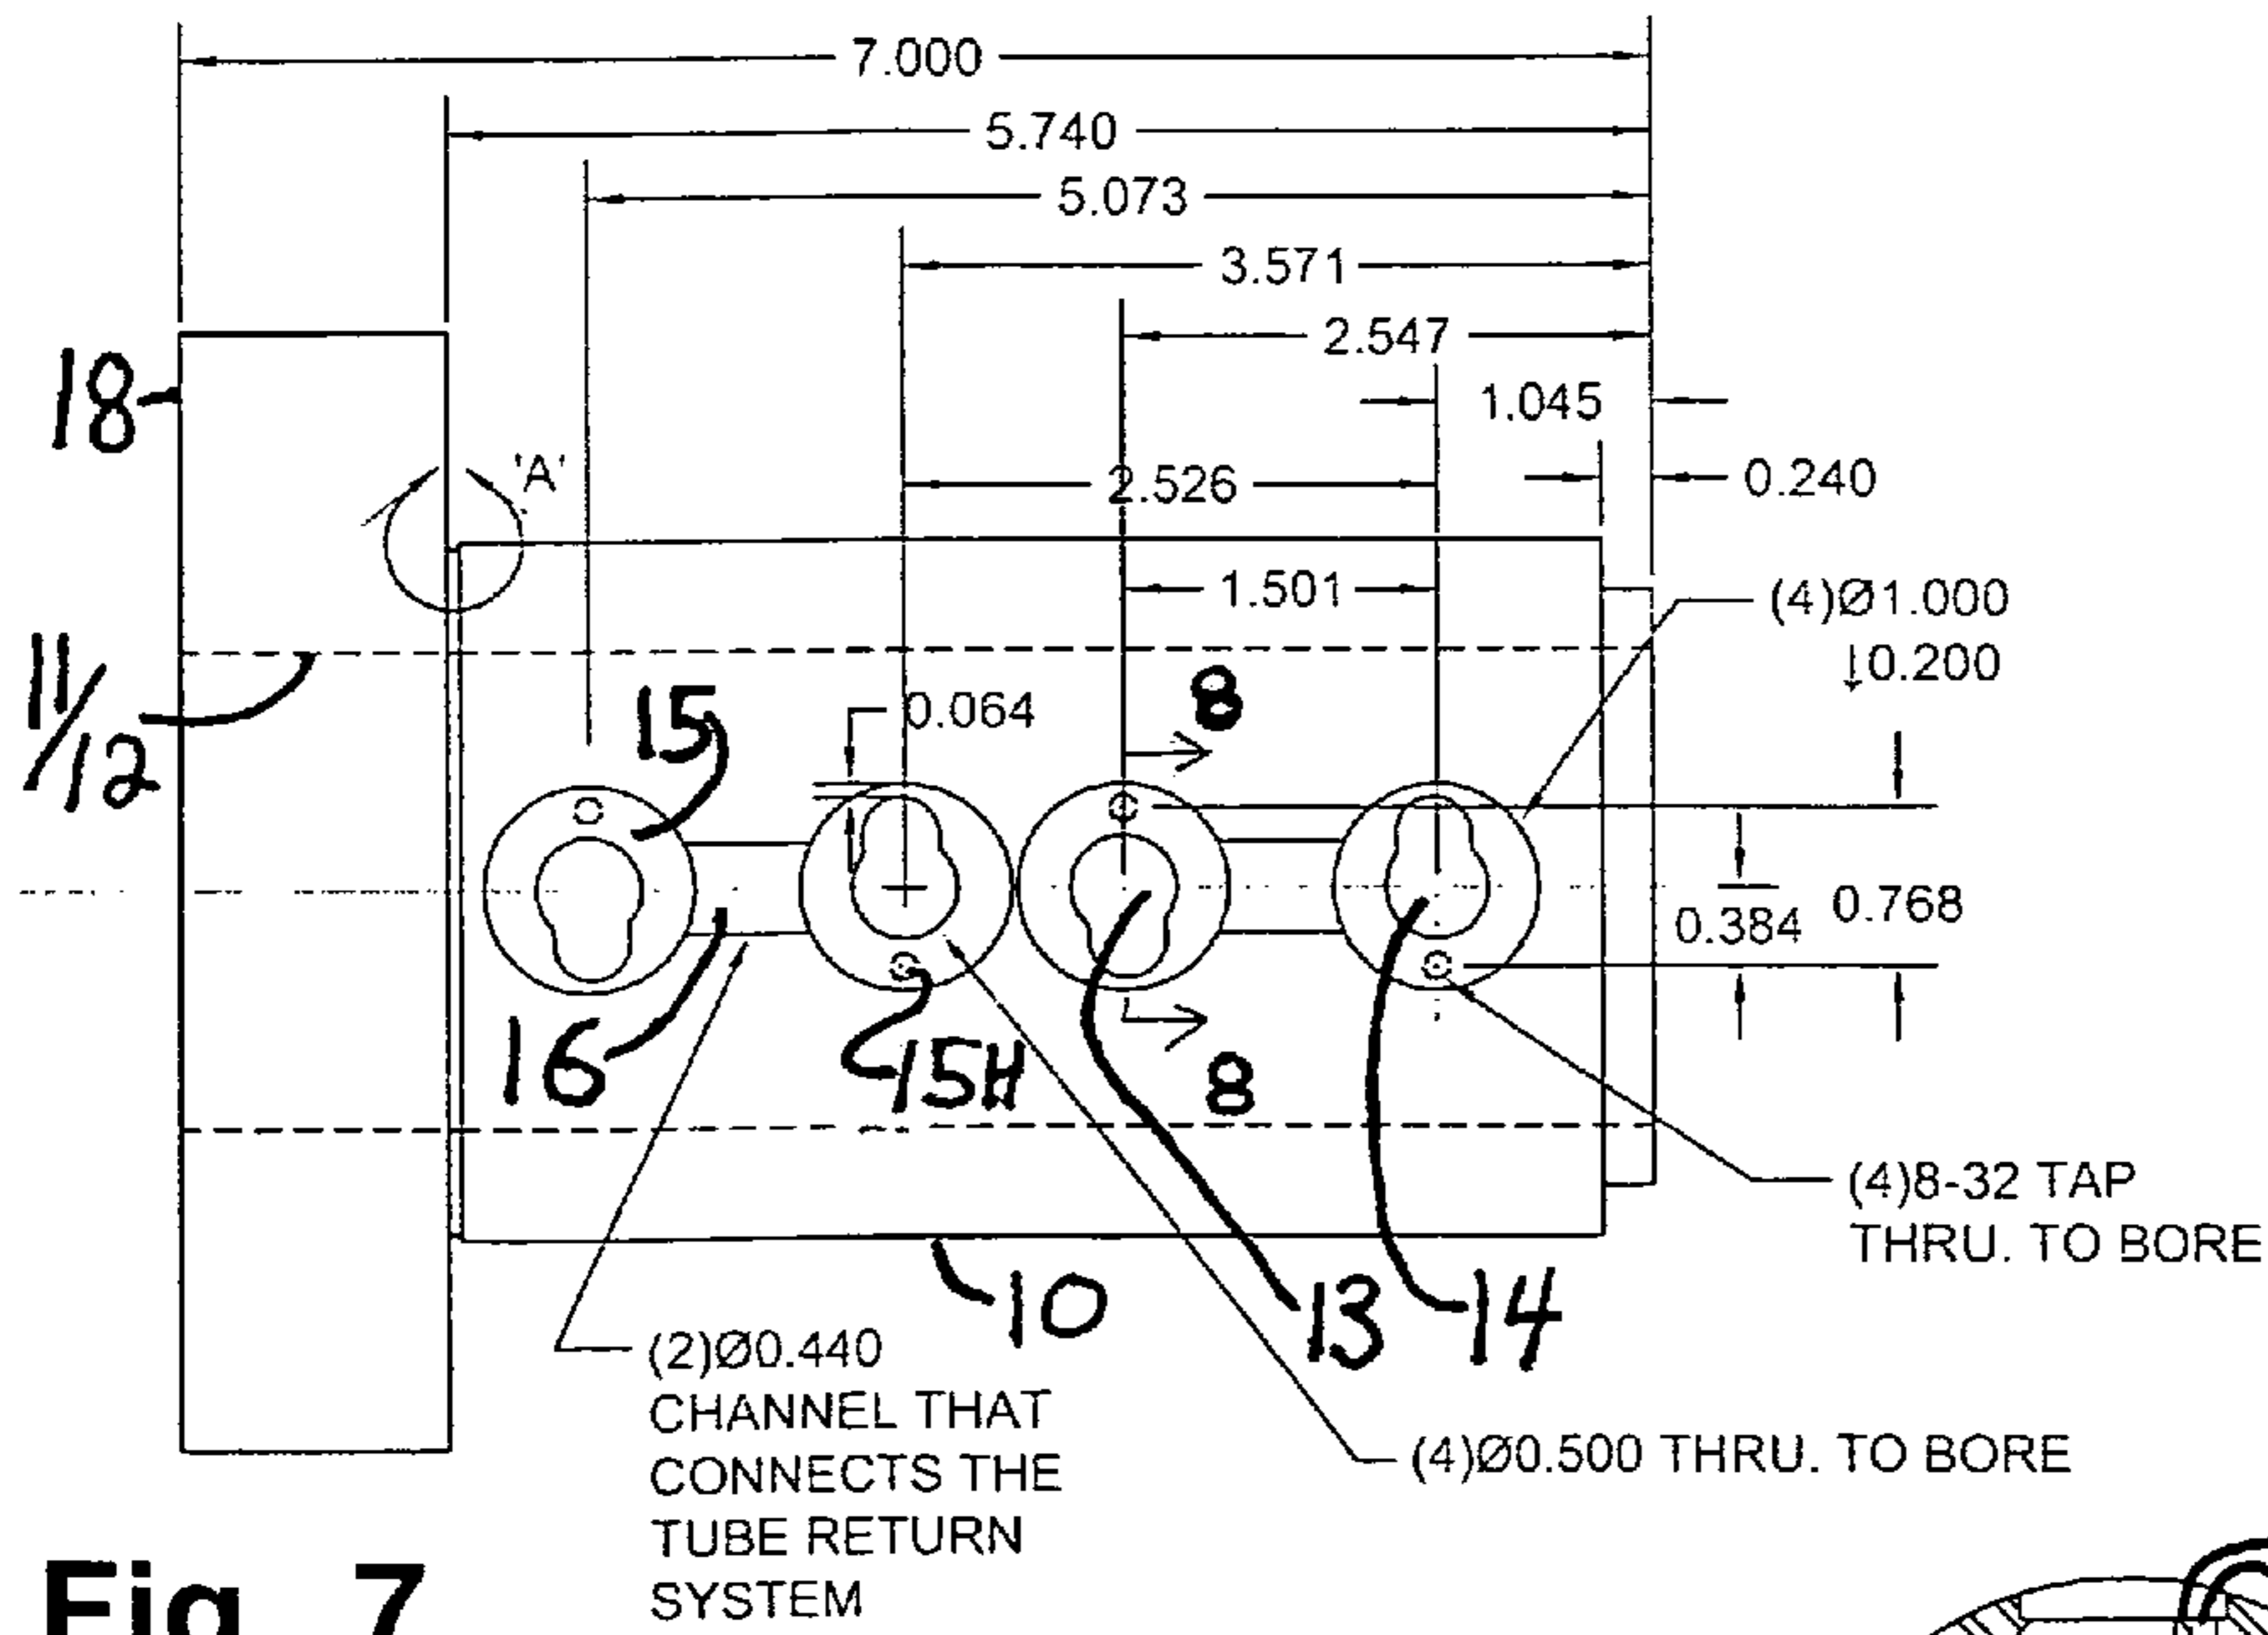 7.000
5.740
5.073
3.571
2.547
1.045
2.526
0.240
18
'A'
1.501
(4)Ø1.000
↓0.200
11/12
15
0.064
8
0.384
0.768
16
15H
8
(4)8-32 TAP
THRU. TO BORE
10
13
14
(2)Ø0.440
CHANNEL THAT
CONNECTS THE
TUBE RETURN
SYSTEM
(4)Ø0.500 THRU. TO BORE
Fig. 7